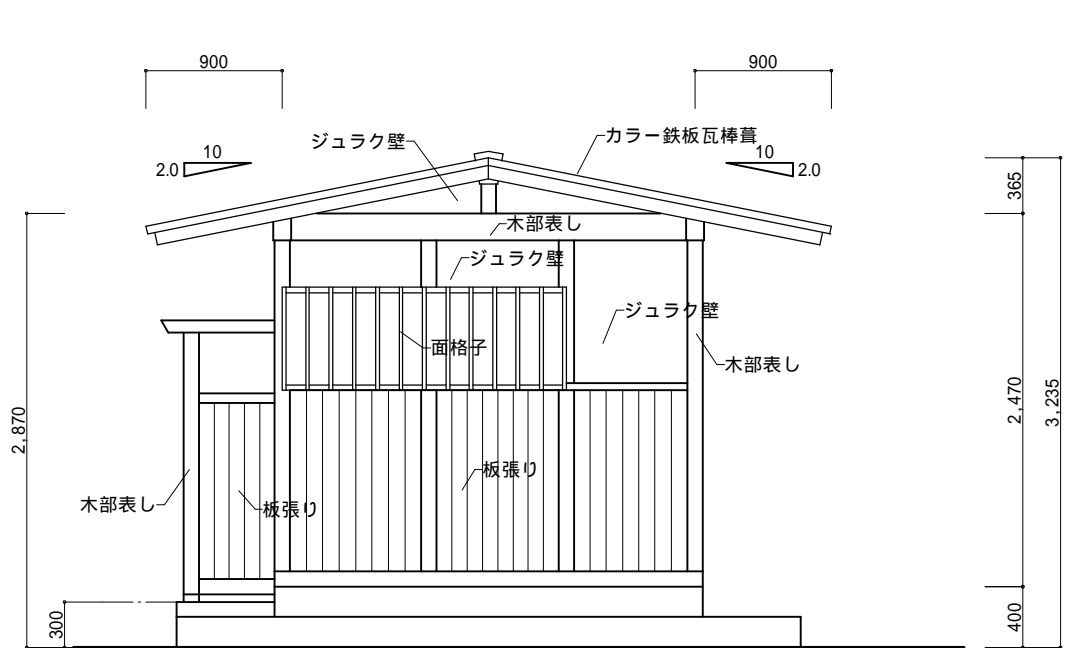 900
900
ジュラク壁
カラー鉄板瓦棒葺
10
2.0
10
2.0
365
木部表し
ジュラク壁
ジュラク壁
面格子
木部表し
2,870
2,470
3,235
板張り
木部表し
板張り
300
400